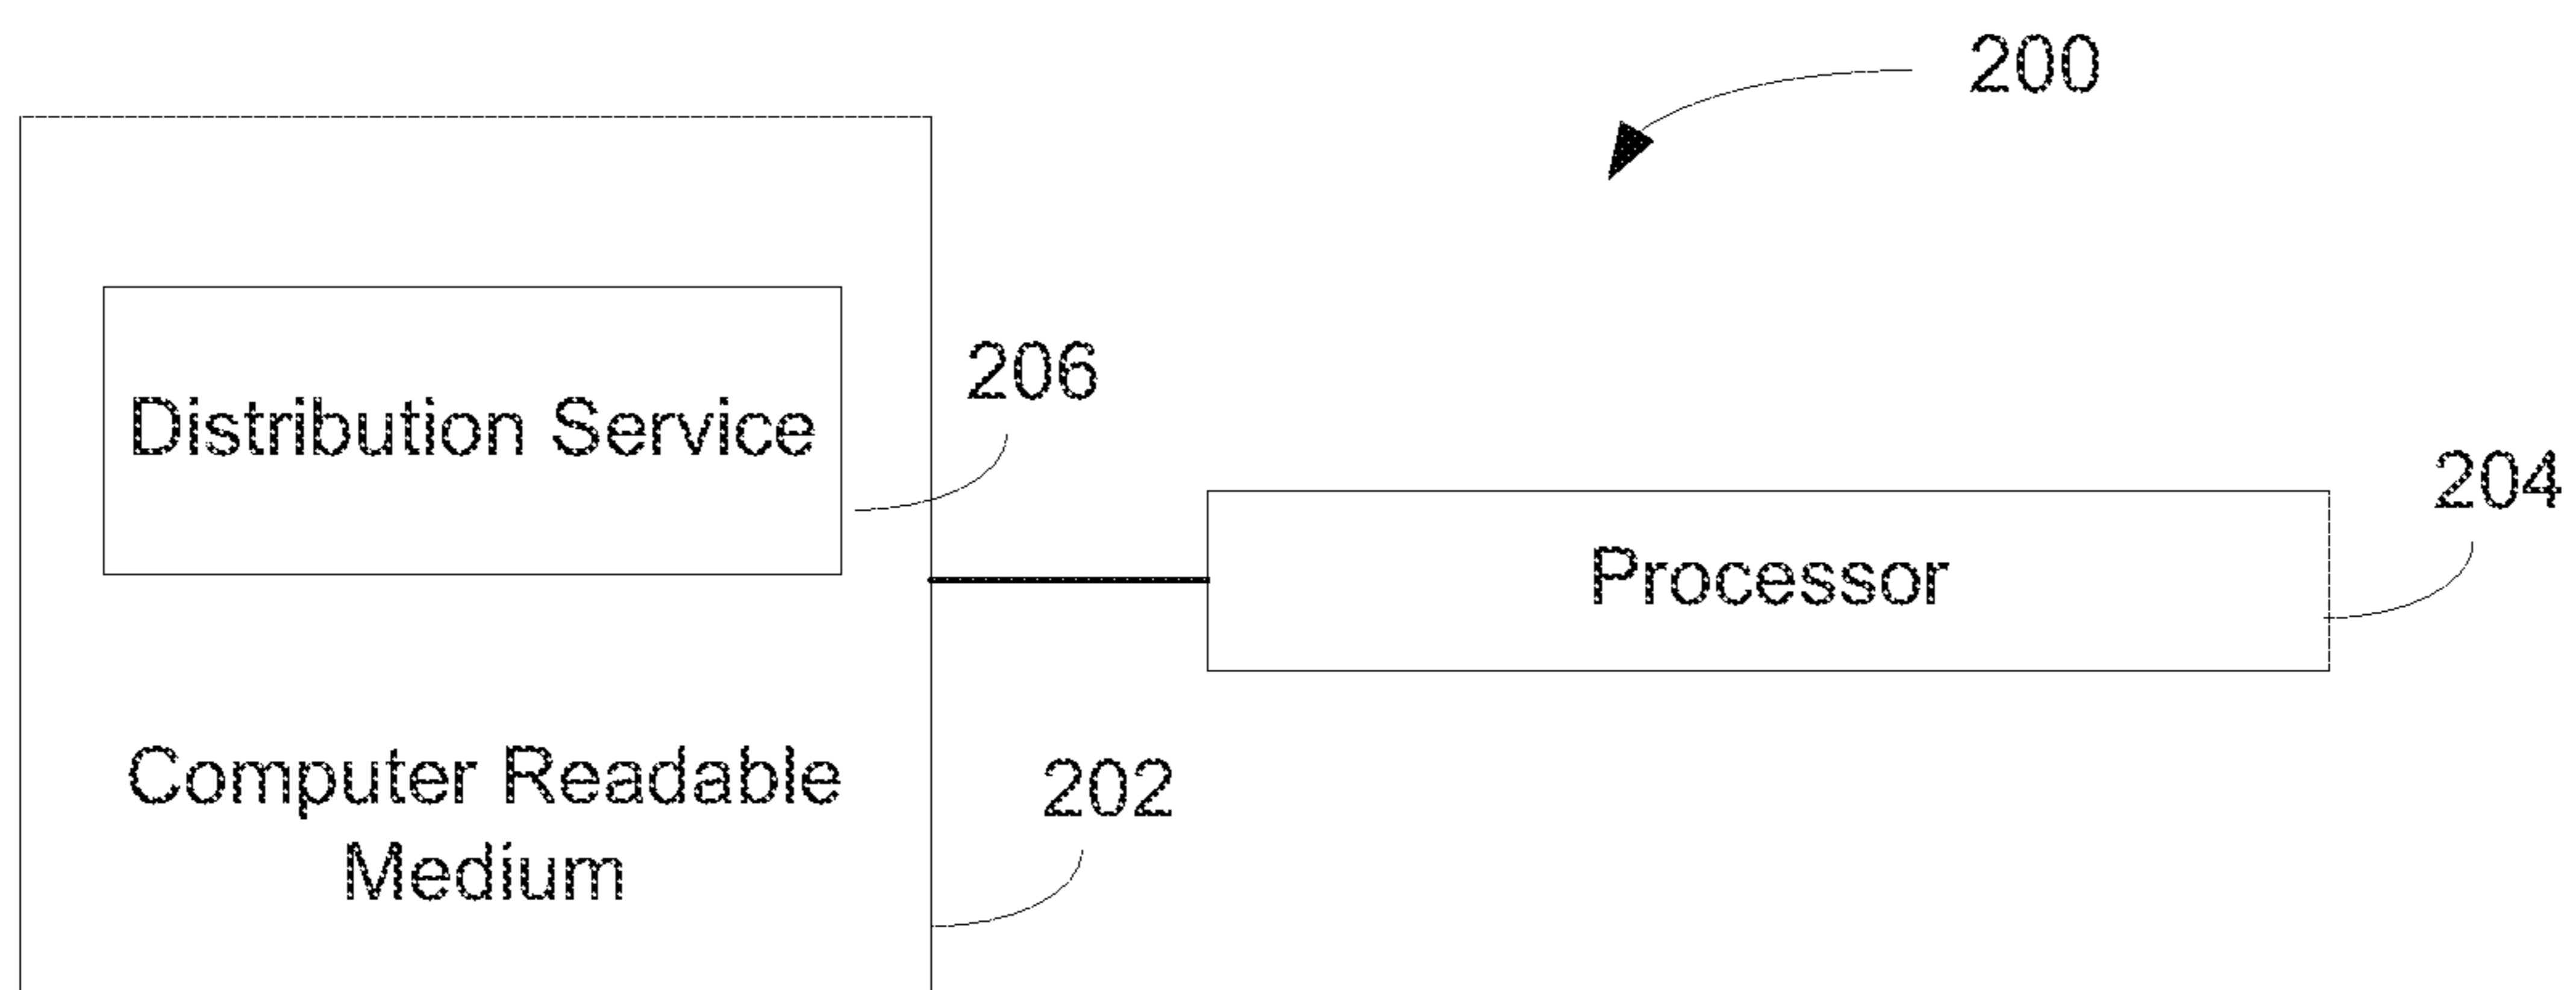 200
206
Distribution Service
204
Processor
Computer Readable
Medium
202